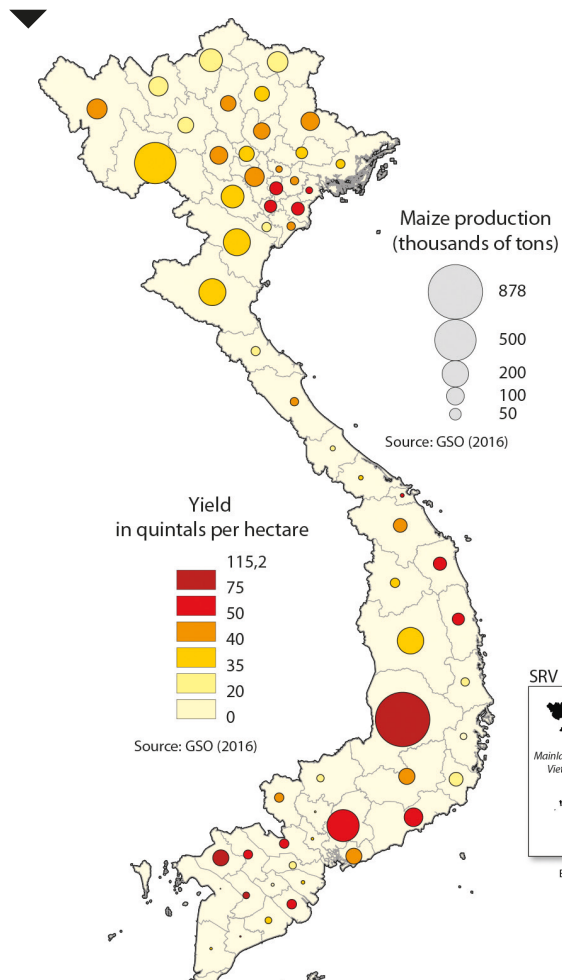 Maize production
(thousands of tons)
878
500
200
100
50
Source: GSO (2016)
Yield
in quintals per hectare
115,2
75
50
40
35
20
0
Source: GSO (2016)
SRV